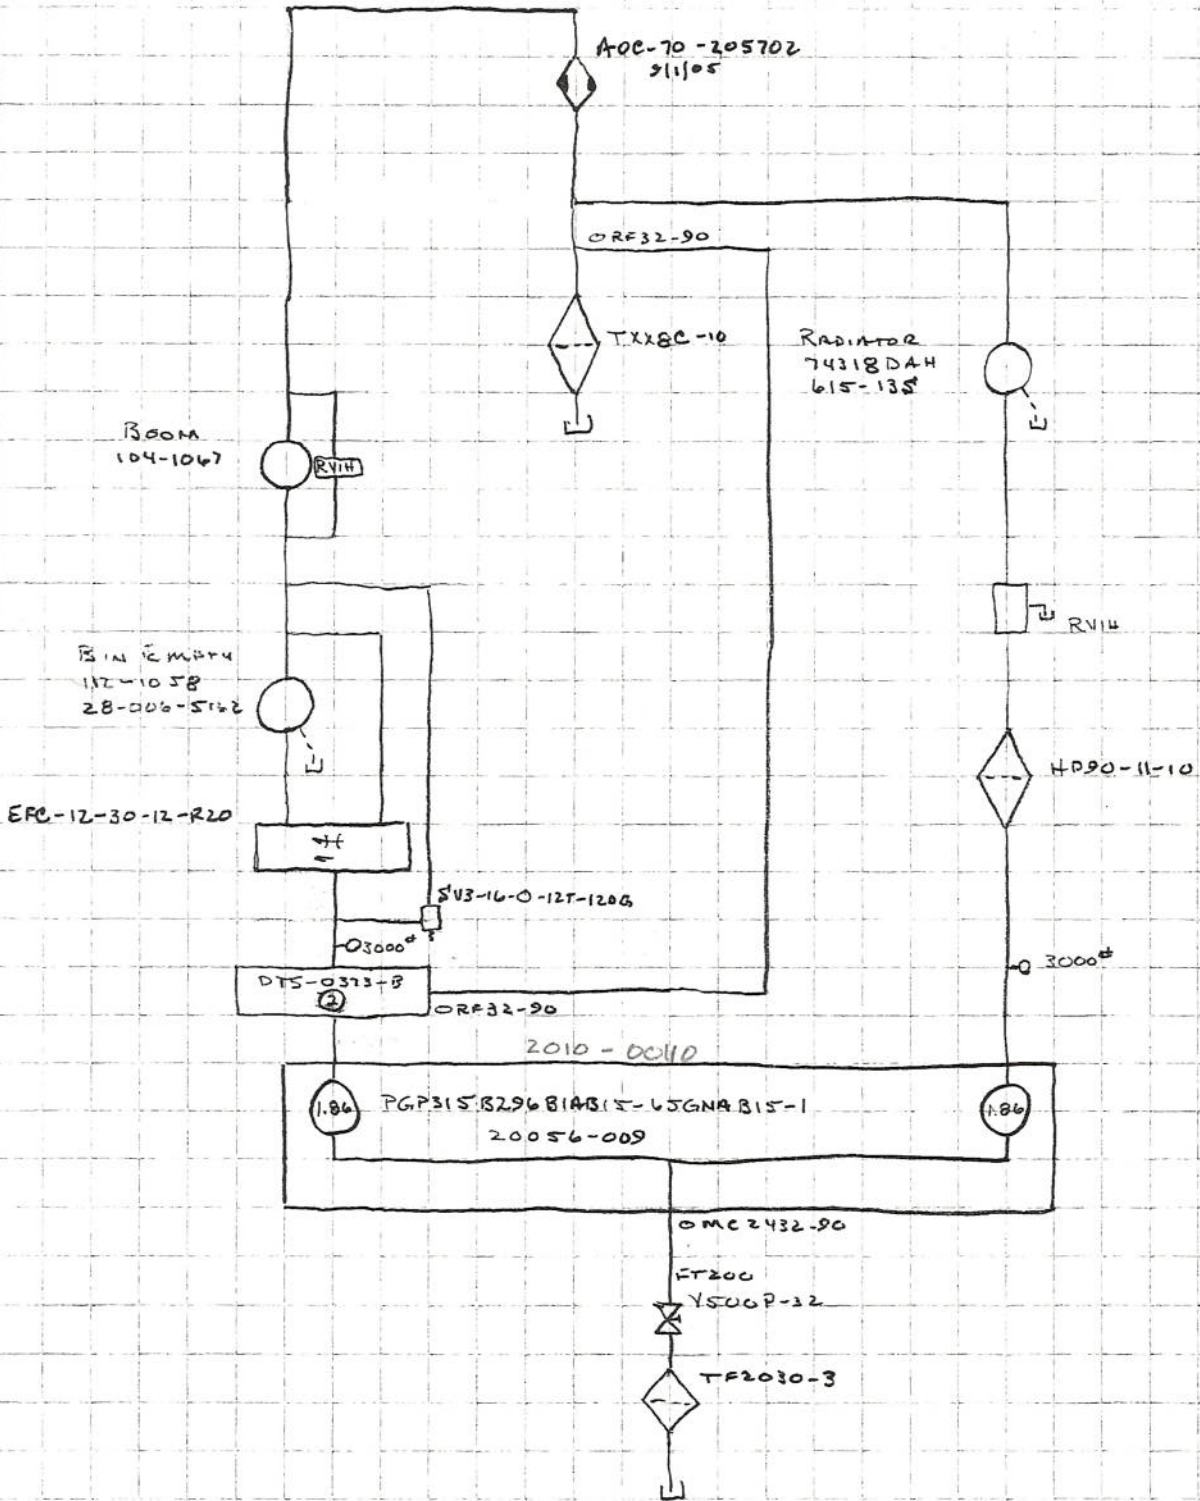 AOC-70-205702
9/1/05
ORF32-90
TXX8C-10
RADIATOR
74318DAH
615-135
BOOM
104-1067
RV1H
RV1H
BIN EMPTY
112-1058
28-006-5162
HP90-11-10
EFC-12-30-12-R20
SV3-16-0-12T-120G
3000#
3000#
DTS-0323-B
2
ORF32-90
2010-0040
1.86
PGP315B296B1AB15-65GNAB15-1
20056-009
1.86
OMC2432-90
FT200
V500P-32
TF2030-3